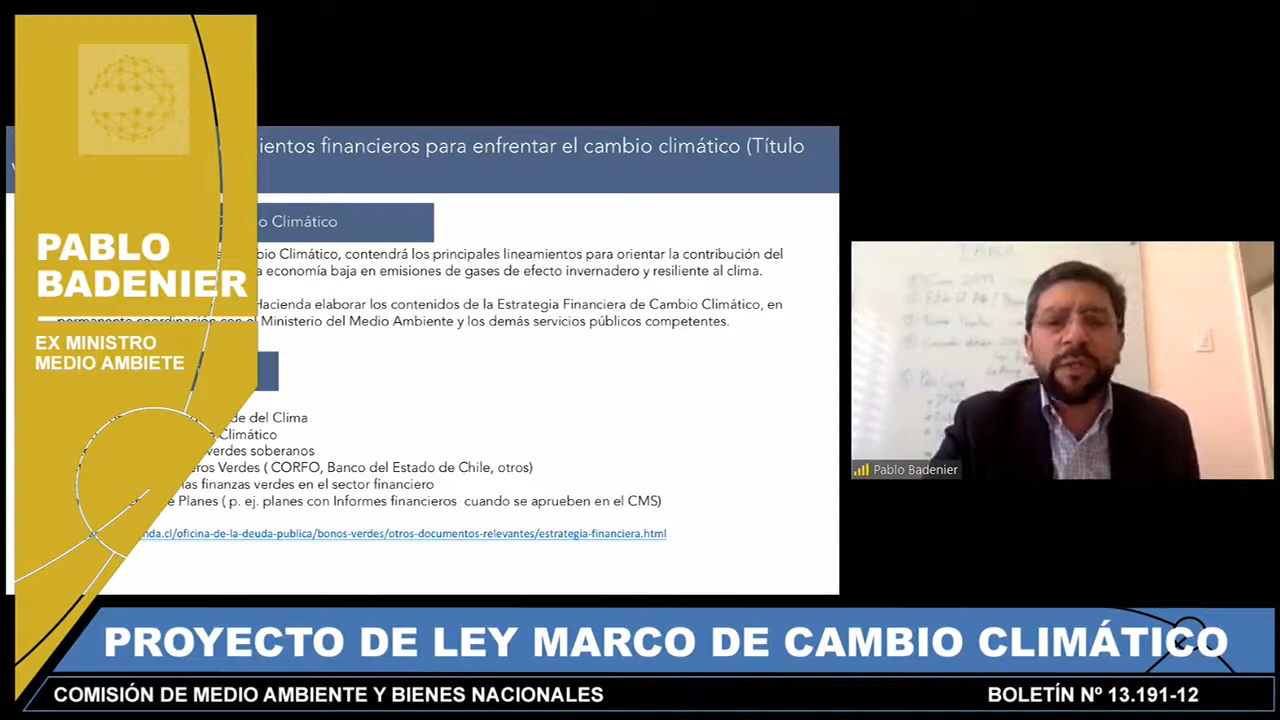 PABLO
BADENIER
EX MINISTRO
MEDIO AMBIETE
ientos financieros para enfrentar el cambio climático (Título
o Climático
bio Climático, contendrá los principales lineamientos para orientar la contribución del
a economía baja en emisiones de gases de efecto invernadero y resiliente al clima.
Hacienda elaborar los contenidos de la Estrategia Financiera de Cambio Climático, en
permanente coordinación con el Ministerio del Medio Ambiente y los demás servicios públicos competentes.
de del Clima
Climático
verdes soberanos
eros Verdes ( CORFO, Banco del Estado de Chile, otros)
las finanzas verdes en el sector financiero
e Planes ( p. ej. planes con Informes financieros cuando se aprueben en el CMS)
nda.cl/oficina-de-la-deuda-publica/bonos-verdes/otros-documentos-relevantes/estrategia-financiera.html
Pablo Badenier
PROYECTO DE LEY MARCO DE CAMBIO CLIMÁTICO
COMISIÓN DE MEDIO AMBIENTE Y BIENES NACIONALES
BOLETÍN Nº 13.191-12